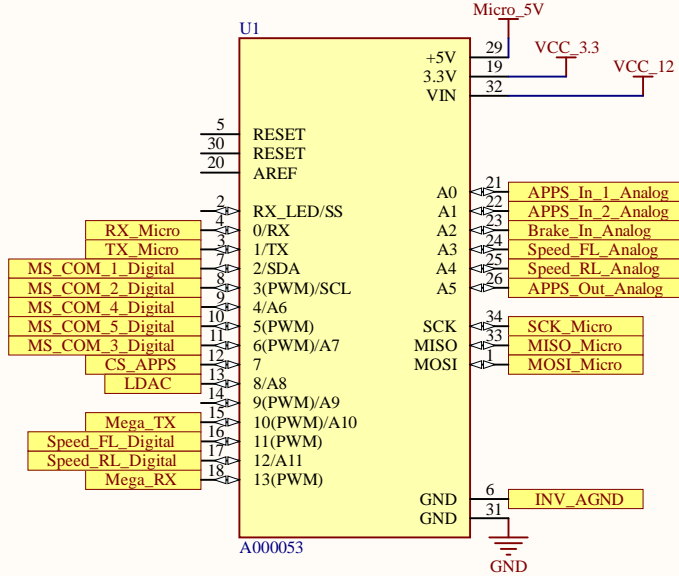 Micro_5V
U1
29 +5V
VCC_3.3
19 3.3V
VCC_12
32 VIN
5 RESET
30 RESET
20 AREF
21 A0 APPS_In_1_Analog
2 RX_LED/SS
22 A1 APPS_In_2_Analog
RX_Micro 4 0/RX
23 A2 Brake_In_Analog
TX_Micro 3 1/TX
24 A3 Speed_FL_Analog
MS_COM_1_Digital 7 2/SDA
25 A4 Speed_RL_Analog
MS_COM_2_Digital 8 3(PWM)/SCL
26 A5 APPS_Out_Analog
MS_COM_4_Digital 9 4/A6
MS_COM_5_Digital 10 5(PWM)
34 SCK SCK_Micro
MS_COM_3_Digital 11 6(PWM)/A7
33 MISO MISO_Micro
CS_APPS 12 7
1 MOSI MOSI_Micro
LDAC 13 8/A8
14 9(PWM)/A9
Mega_TX 15 10(PWM)/A10
Speed_FL_Digital 16 11(PWM)
Speed_RL_Digital 17 12/A11
Mega_RX 18 13(PWM)
GND 6 INV_AGND
GND 31
A000053
GND